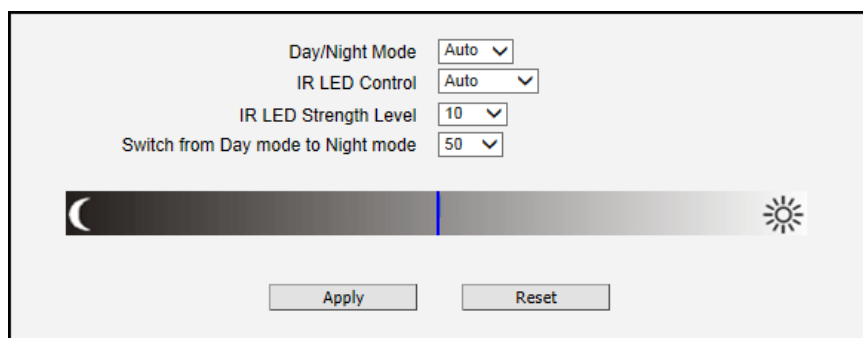 Day/Night Mode Auto
IR LED Control Auto
IR LED Strength Level 10
Switch from Day mode to Night mode 50
Apply Reset